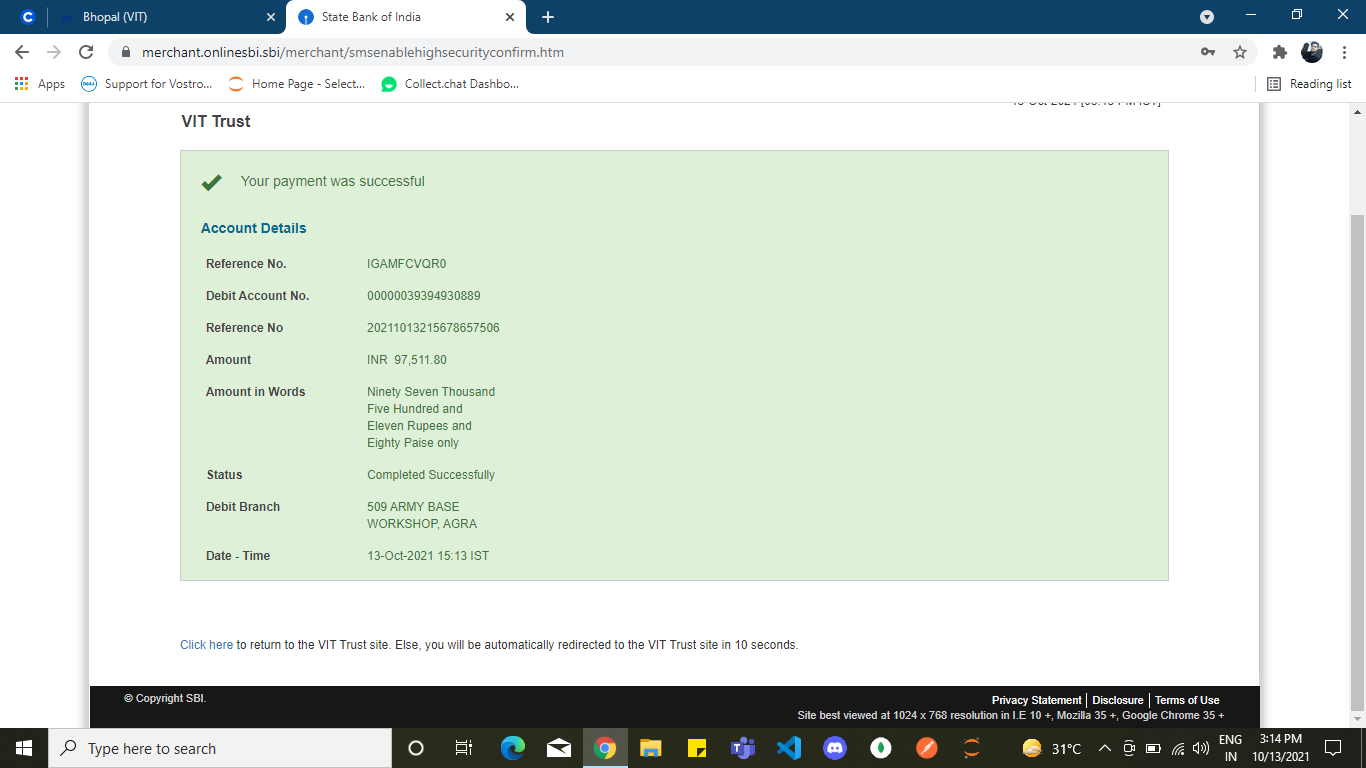 Bhopal (VIT)
State Bank of India
merchant.onlinesbi.sbi/merchant/smsenablehighsecurityconfirm.htm
Apps
Support for Vostro...
Home Page - Select...
Collect.chat Dashbo...
Reading list
VIT Trust
Your payment was successful
Account Details
Reference No. IGAMFCVQR0
Debit Account No. 00000039394930889
Reference No 20211013215678657506
Amount INR 97,511.80
Amount in Words Ninety Seven Thousand
Five Hundred and
Eleven Rupees and
Eighty Paise only
Status Completed Successfully
Debit Branch 509 ARMY BASE
WORKSHOP, AGRA
Date - Time 13-Oct-2021 15:13 IST
Click here to return to the VIT Trust site. Else, you will be automatically redirected to the VIT Trust site in 10 seconds.
© Copyright SBI.
Privacy Statement Disclosure Terms of Use
Site best viewed at 1024 x 768 resolution in I.E 10 +, Mozilla 35 +, Google Chrome 35 +
Type here to search
31°C
ENG
IN
3:14 PM
10/13/2021